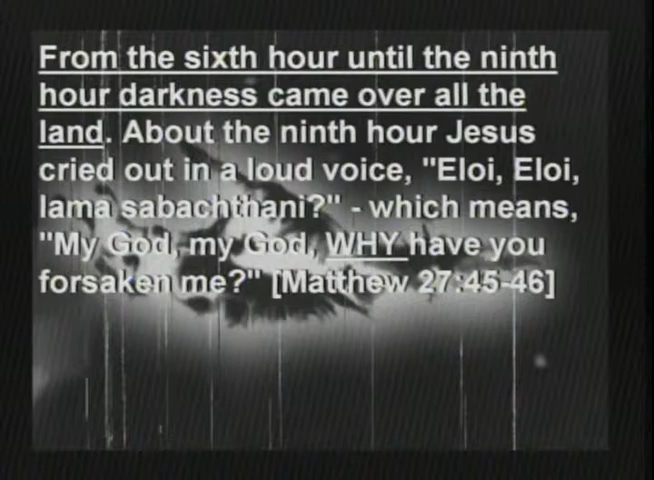 From the sixth hour until the ninth
hour darkness came over all the
land. About the ninth hour Jesus
cried out in a loud voice, "Eloi, Eloi,
lama sabachthani?" - which means,
"My God, my God, WHY have you
forsaken me?" [Matthew 27:45-46]